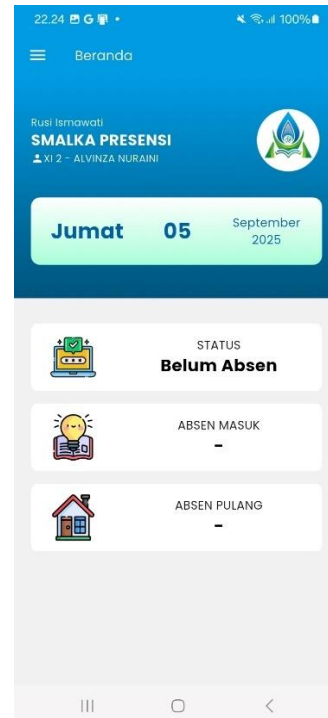 22.24 G 100%
Beranda
Rusi Ismawati
SMALKA PRESENSI
XI 2 - ALVINZA NURAINI
Jumat 05 September 2025
STATUS
Belum Absen
ABSEN MASUK
-
ABSEN PULANG
-